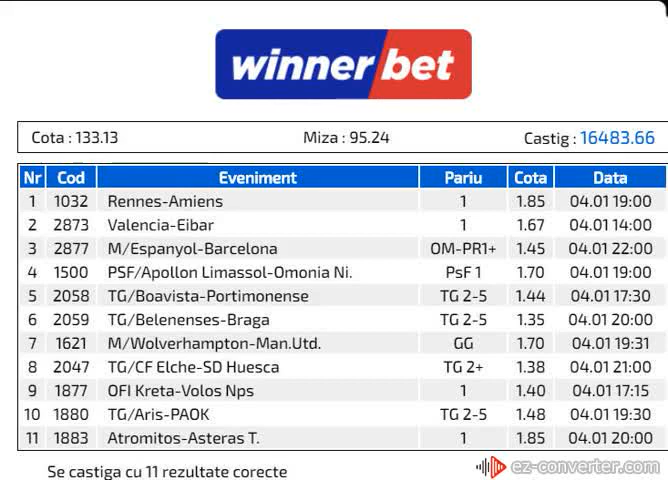 winner bet
Cota : 133.13 Miza : 95.24 Castig : 16483.66
Nr Cod Eveniment Pariu Cota Data
1 1032 Rennes-Amiens 1 1.85 04.01 19:00
2 2873 Valencia-Eibar 1 1.67 04.01 14:00
3 2877 M/Espanyol-Barcelona OM-PR1+ 1.45 04.01 22:00
4 1500 PSF/Apollon Limassol-Omonia Ni. PsF 1 1.70 04.01 19:00
5 2058 TG/Boavista-Portimonense TG 2-5 1.44 04.01 17:30
6 2059 TG/Belenenses-Braga TG 2-5 1.35 04.01 20:00
7 1621 M/Wolverhampton-Man.Utd. GG 1.70 04.01 19:31
8 2047 TG/CF Elche-SD Huesca TG 2+ 1.38 04.01 21:00
9 1877 OFI Kreta-Volos Nps 1 1.40 04.01 17:15
10 1880 TG/Aris-PAOK TG 2-5 1.48 04.01 19:30
11 1883 Atromitos-Asteras T. 1 1.85 04.01 20:00
Se castiga cu 11 rezultate corecte
ez-converter.com